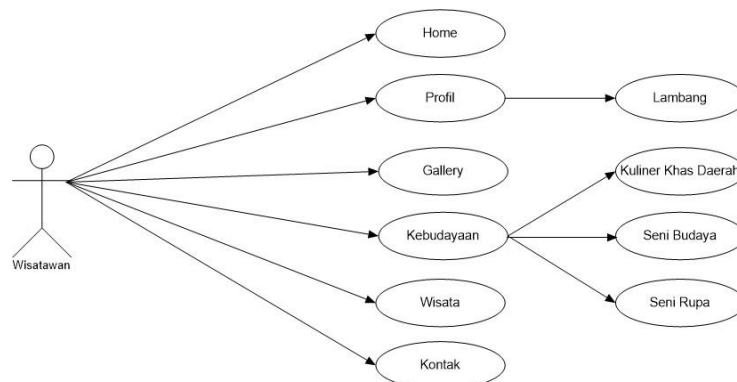 Home
Profil
Lambang
Gallery
Kuliner Khas Daerah
Kebudayaan
Seni Budaya
Wisatawan
Wisata
Seni Rupa
Kontak